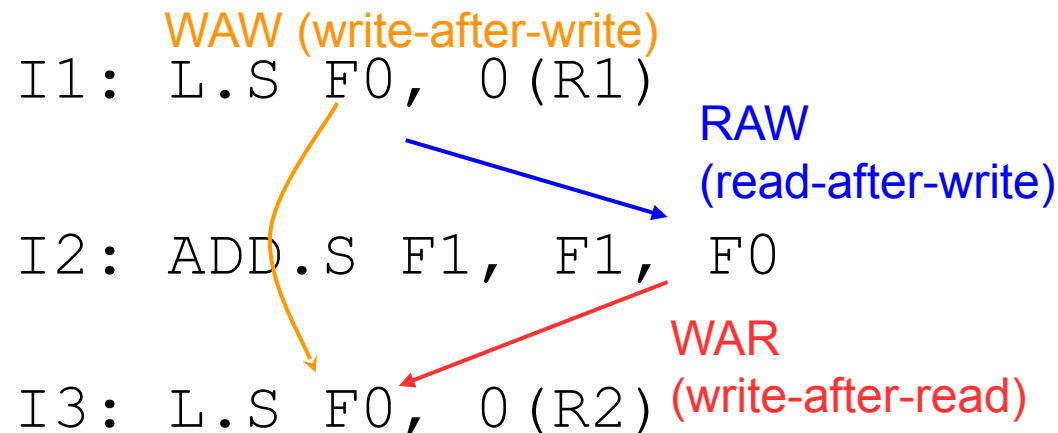 WAW (write-after-write)
I1: L.S F0, 0(R1)
RAW
(read-after-write)
I2: ADD.S F1, F1, F0
WAR
(write-after-read)
I3: L.S F0, 0(R2)